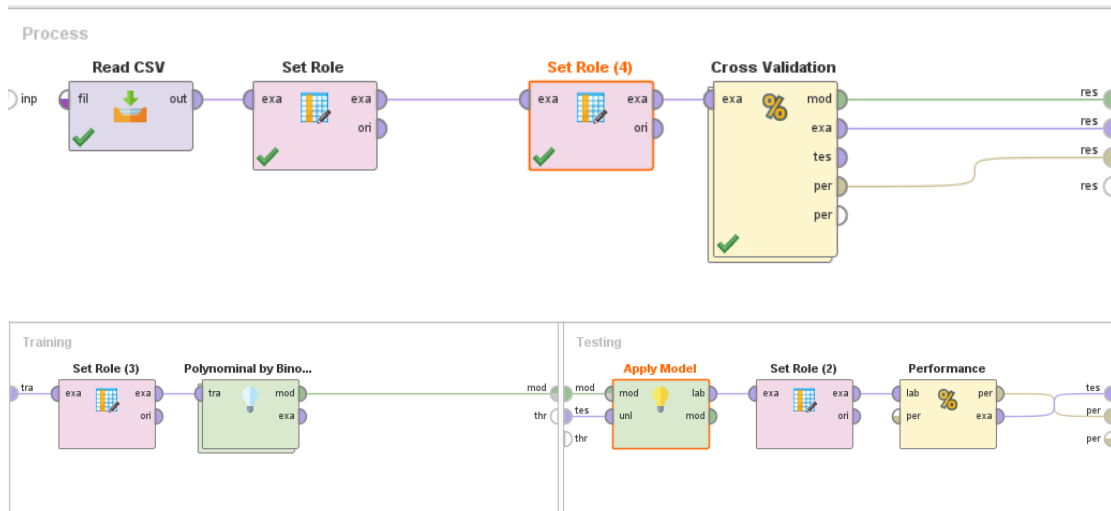 Process
Read CSV
Set Role
Set Role (4)
Cross Validation
inp
fil
out
exa
exa
ori
exa
exa
ori
exa
mod
exa
tes
per
per
res
res
res
res
Training
Set Role (3)
Polynominal by Bino...
tra
exa
exa
ori
tra
mod
exa
mod
thr
Testing
Apply Model
Set Role (2)
Performance
mod
tes
thr
mod
unl
lab
mod
exa
exa
ori
lab
per
per
exa
tes
per
per